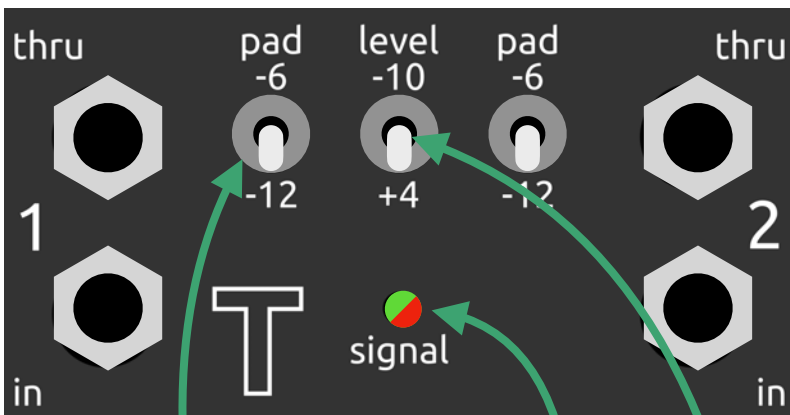 thru
pad
-6
level
-10
pad
-6
thru
-12
+4
-12
1
2
T
signal
in
in